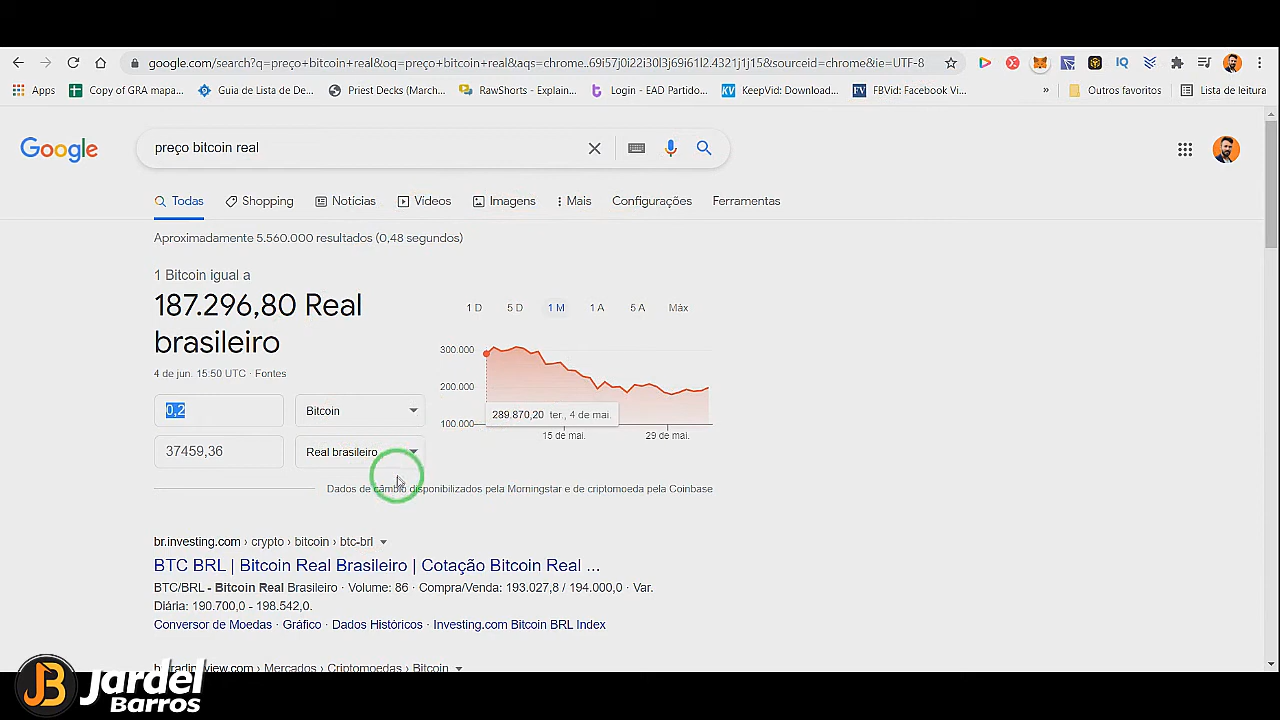 google.com/search?q=preço+bitcoin+real&oq=preço+bitcoin+real&aqs=chrome..69i57j0i22i30l3j69i61l2.4321j1j15&sourceid=chrome&ie=UTF-8
Apps Copy of GRA mapa... Guia de Lista de De... Priest Decks (March... RawShorts - Explain... Login - EAD Partido... KeepVid: Download... FBVid: Facebook Vi... » Outros favoritos Lista de leitura
Google preço bitcoin real
Todas Shopping Notícias Vídeos Imagens Mais Configurações Ferramentas
Aproximadamente 5.560.000 resultados (0,48 segundos)
1 Bitcoin igual a
187.296,80 Real
brasileiro
4 de jun. 15:50 UTC · Fontes
0,2 Bitcoin
37459,36 Real brasileiro
1 D 5 D 1 M 1 A 5 A Máx
300.000
200.000
289.870,20 ter., 4 de mai.
100.000
15 de mai. 29 de mai.
Dados de câmbio disponibilizados pela Morningstar e de criptomoeda pela Coinbase
br.investing.com › crypto › bitcoin › btc-brl
BTC BRL | Bitcoin Real Brasileiro | Cotação Bitcoin Real ...
BTC/BRL - Bitcoin Real Brasileiro · Volume: 86 · Compra/Venda: 193.027,8 / 194.000,0 · Var.
Diária: 190.700,0 - 198.542,0.
Conversor de Moedas · Gráfico · Dados Históricos · Investing.com Bitcoin BRL Index
› Mercados › Criptomoedas › Bitcoin
JB Jardel
Barros